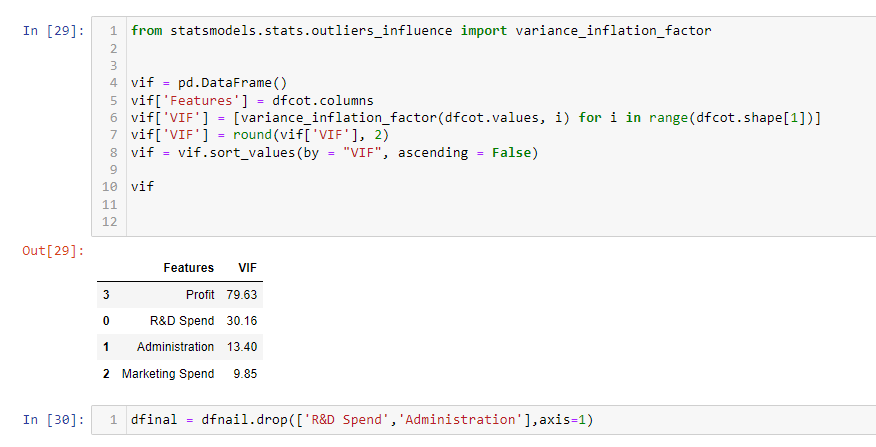 In [29]:
1 from statsmodels.stats.outliers_influence import variance_inflation_factor
2
3
4 vif = pd.DataFrame()
5 vif['Features'] = dfcot.columns
6 vif['VIF'] = [variance_inflation_factor(dfcot.values, i) for i in range(dfcot.shape[1])]
7 vif['VIF'] = round(vif['VIF'], 2)
8 vif = vif.sort_values(by = "VIF", ascending = False)
9
10 vif
11
12
Out[29]:
Features VIF
3 Profit 79.63
0 R&D Spend 30.16
1 Administration 13.40
2 Marketing Spend 9.85
In [30]: 1 dfinal = dfnail.drop(['R&D Spend','Administration'],axis=1)